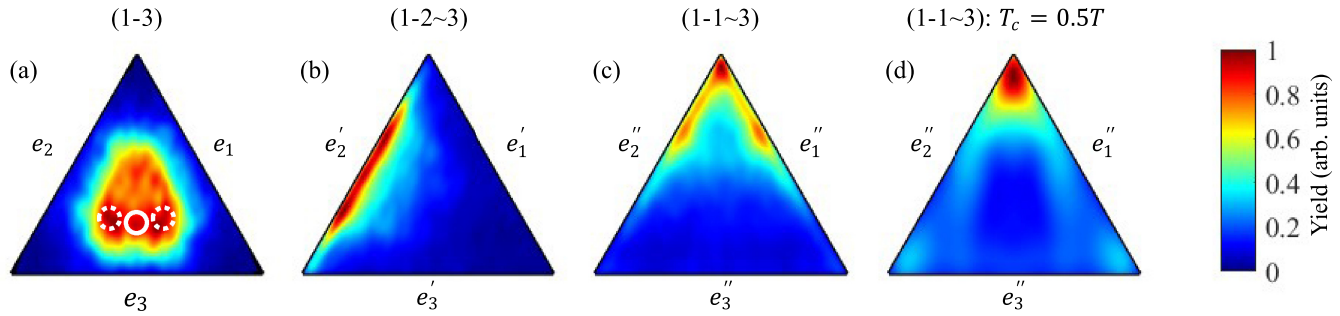 (1-3) (1-2~3) (1-1~3) (1-1~3): T_c = 0.5T
(a) (b) (c) (d)
e_2 e_1 e_2' e_1' e_2'' e_1'' e_2'' e_1''
e_3 e_3' e_3'' e_3''
1
0.8
0.6
0.4
0.2
0
Yield (arb. units)